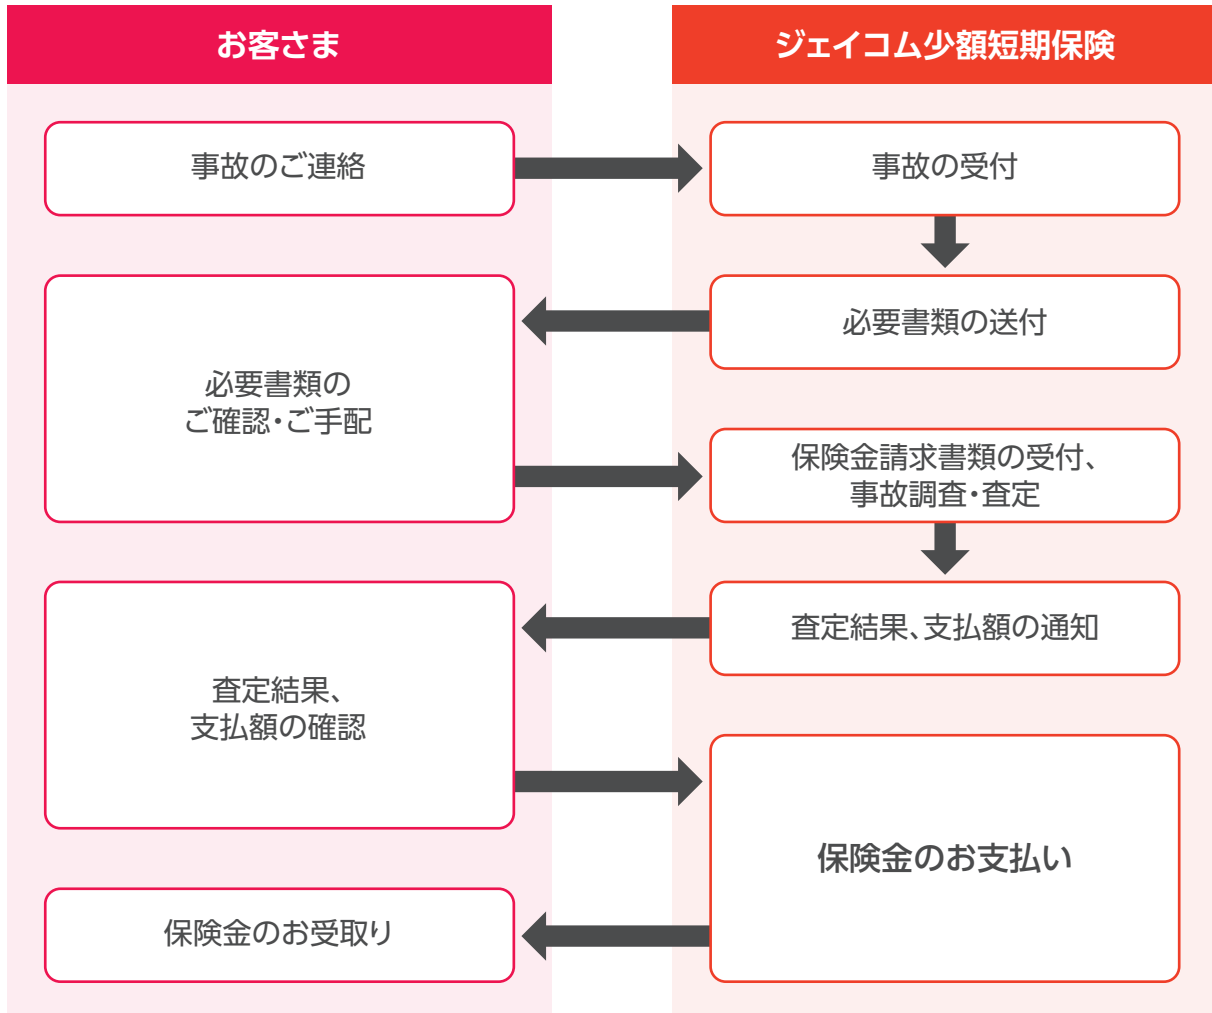 お客さま
ジェイコム少額短期保険
事故のご連絡
事故の受付
必要書類の送付
必要書類の
ご確認・ご手配
保険金請求書類の受付、
事故調査・査定
査定結果、支払額の通知
査定結果、
支払額の確認
保険金のお支払い
保険金のお受取り